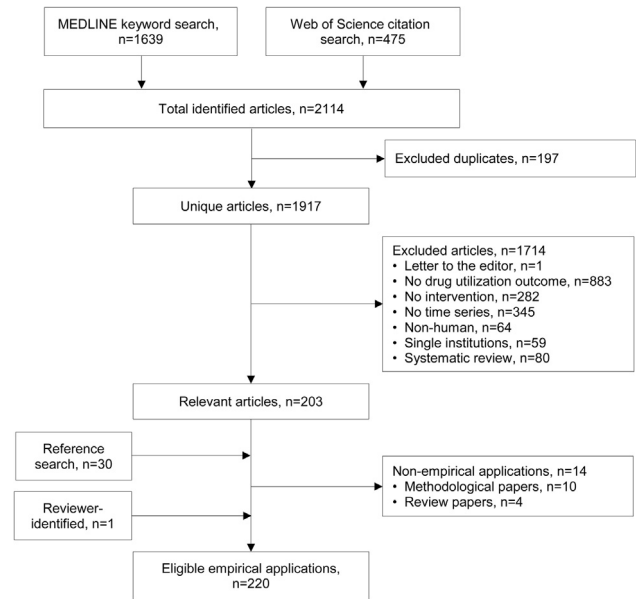 MEDLINE keyword search,
n=1639
Web of Science citation
search, n=475
Total identified articles, n=2114
Excluded duplicates, n=197
Unique articles, n=1917
Excluded articles, n=1714
• Letter to the editor, n=1
• No drug utilization outcome, n=883
• No intervention, n=282
• No time series, n=345
• Non-human, n=64
• Single institutions, n=59
• Systematic review, n=80
Relevant articles, n=203
Reference
search, n=30
Non-empirical applications, n=14
• Methodological papers, n=10
• Review papers, n=4
Reviewer-
identified, n=1
Eligible empirical applications,
n=220